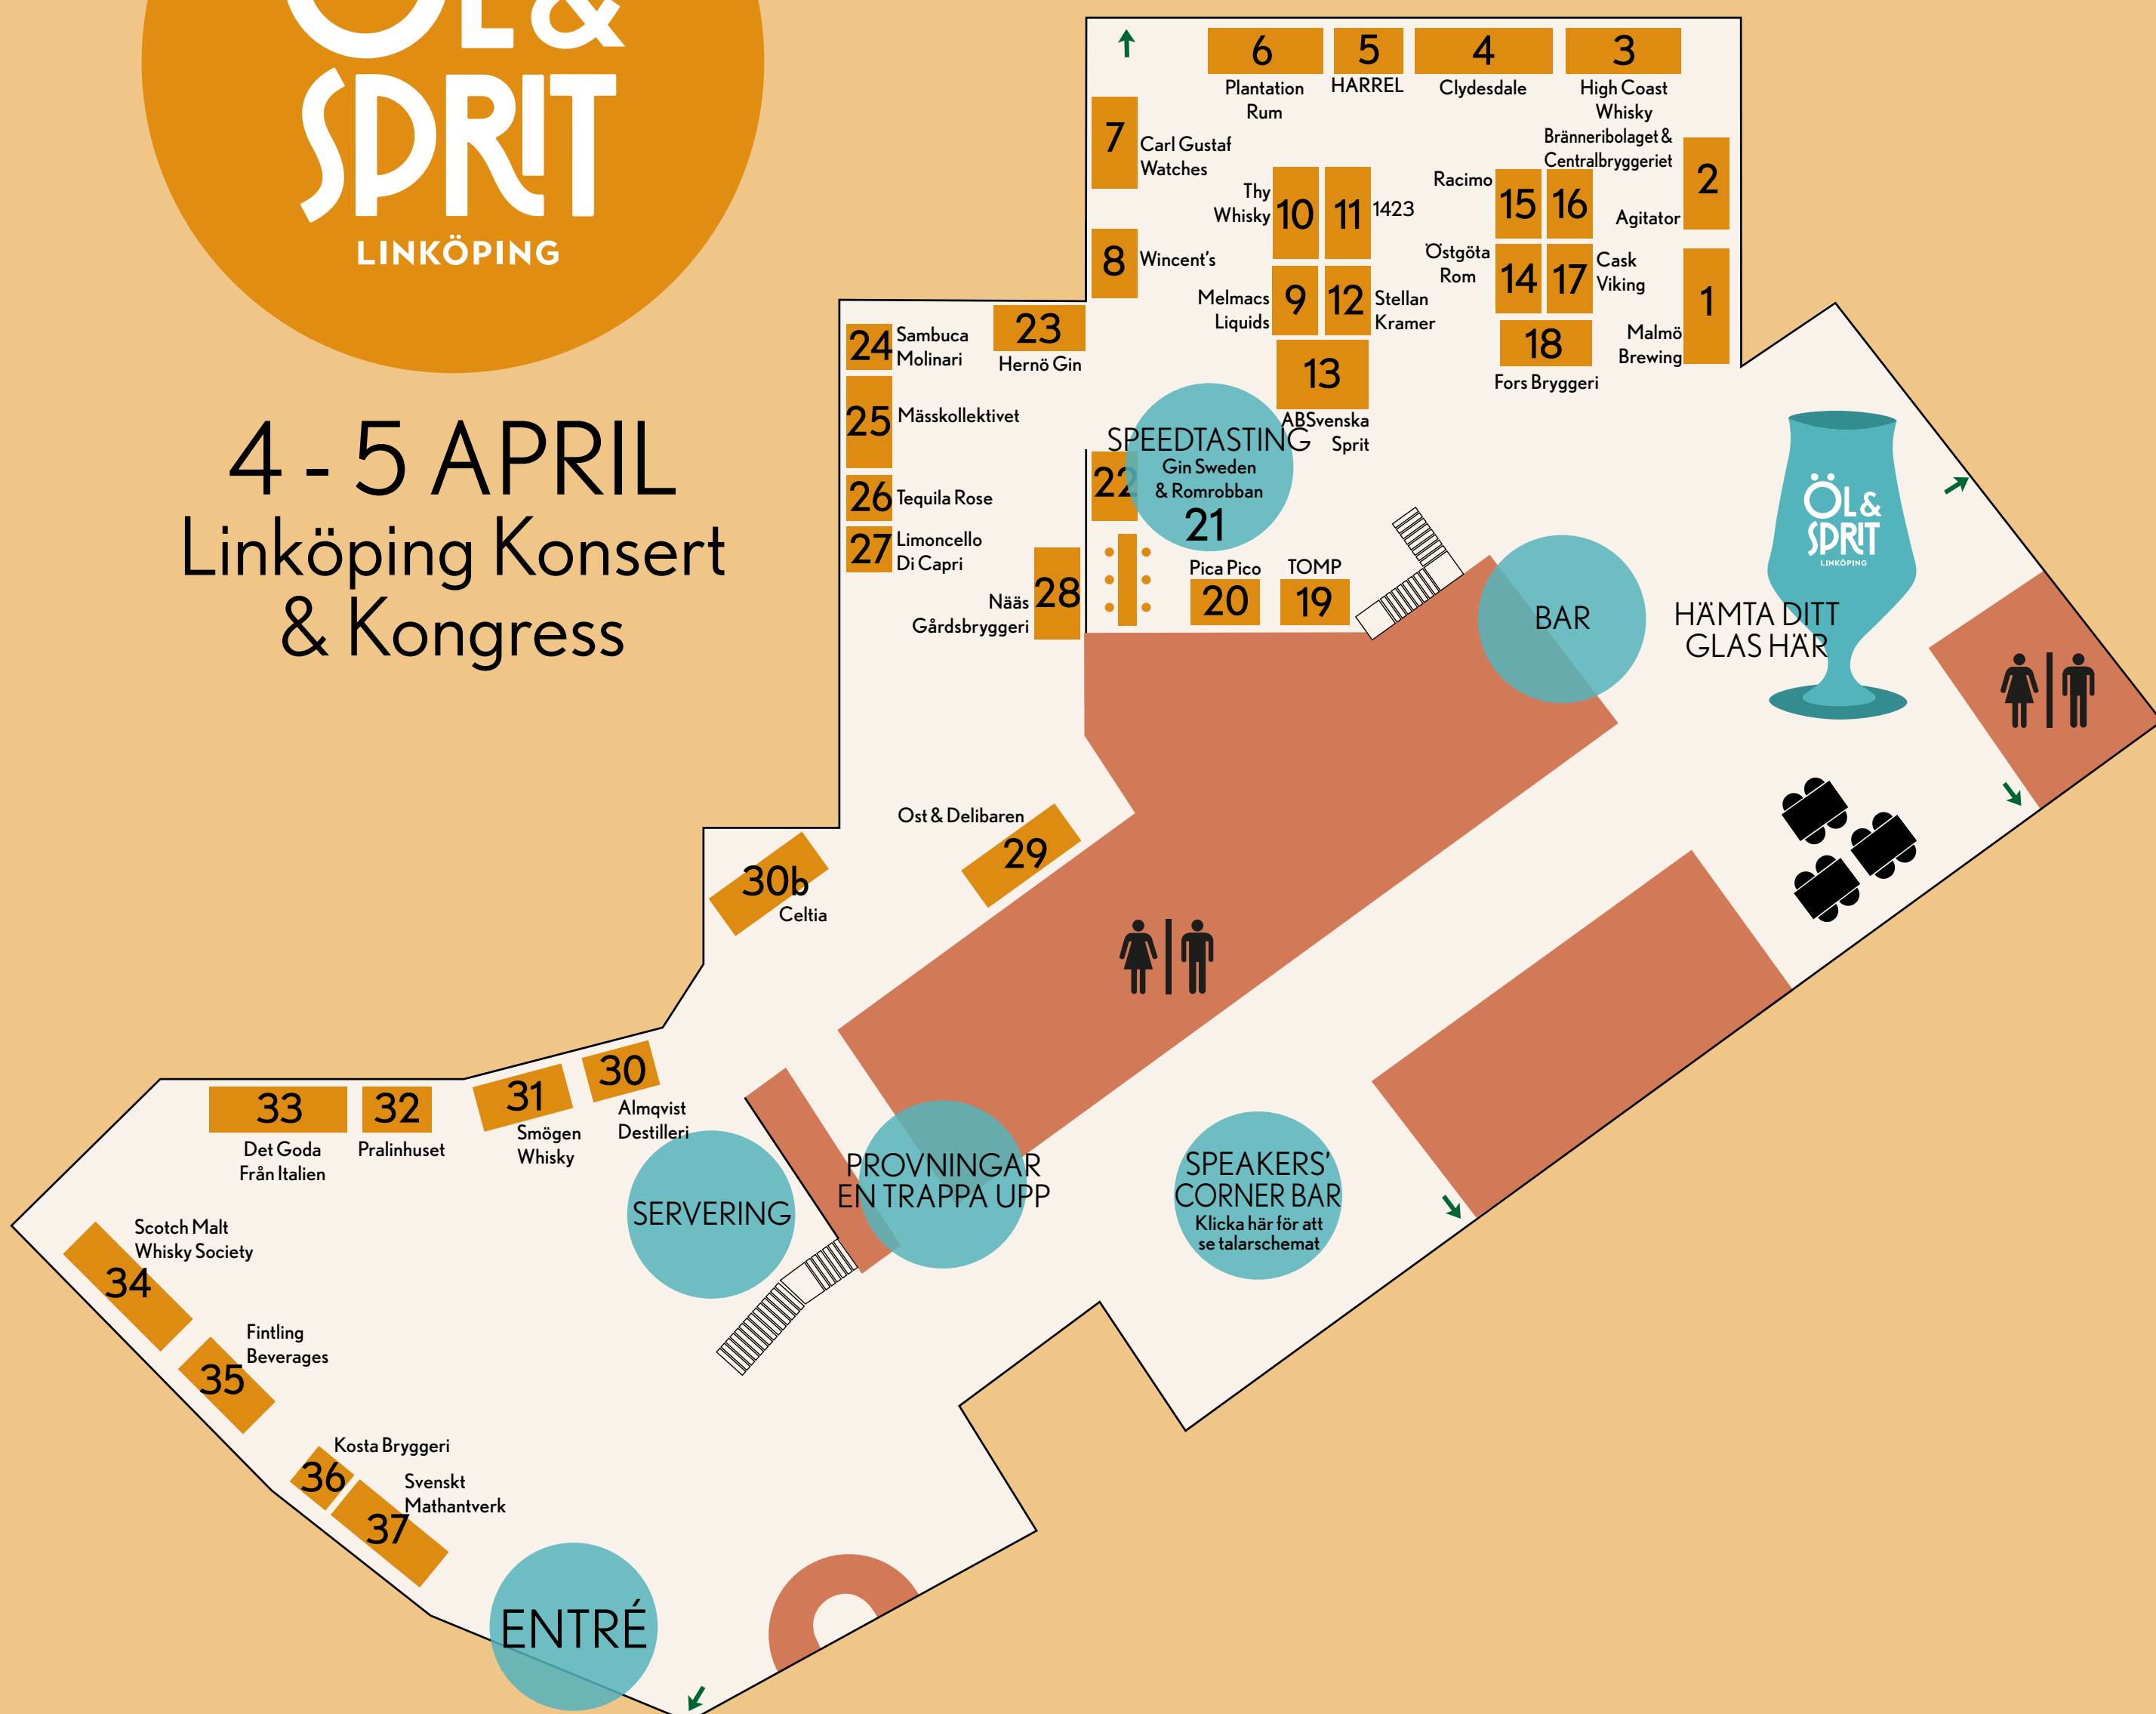 ÖL &
SPRIT
LINKÖPING
4 - 5 APRIL
Linköping Konsert
& Kongress
6
Plantation
Rum
5
HARREL
4
Clydesdale
3
High Coast
Whisky
Bränneribolaget &
Centralbryggeriet
2
Agitator
1
Malmö
Brewing
7
Carl Gustaf
Watches
8
Wincent's
Thy
Whisky
10
11
1423
Melmacs
Liquids
9
12
Stellan
Kramer
13
ABSvenska
Sprit
Racimo
15
16
Östgöta
Rom
14
17
Cask
Viking
18
Fors Bryggeri
23
Hernö Gin
24
Sambuca
Molinari
25
Mässkollektivet
26
Tequila Rose
27
Limoncello
Di Capri
28
Nääs
Gårdsbryggeri
22
SPEEDTASTING
Gin Sweden
& Romrobban
21
Pica Pico
20
TOMP
19
BAR
ÖL &
SPRIT
LINKÖPING
HÄMTA DITT
GLAS HÄR
Ost & Delibaren
29
30b
Celtia
30
Almqvist
Destilleri
31
Smögen
Whisky
32
Pralinhuset
33
Det Goda
Från Italien
SERVERING
PROVNINGAR
EN TRAPPA UPP
SPEAKERS'
CORNER BAR
Klicka här för att
se talarschemat
Scotch Malt
Whisky Society
34
Fintling
Beverages
35
Kosta Bryggeri
36
Svenskt
Mathantverk
37
ENTRÉ